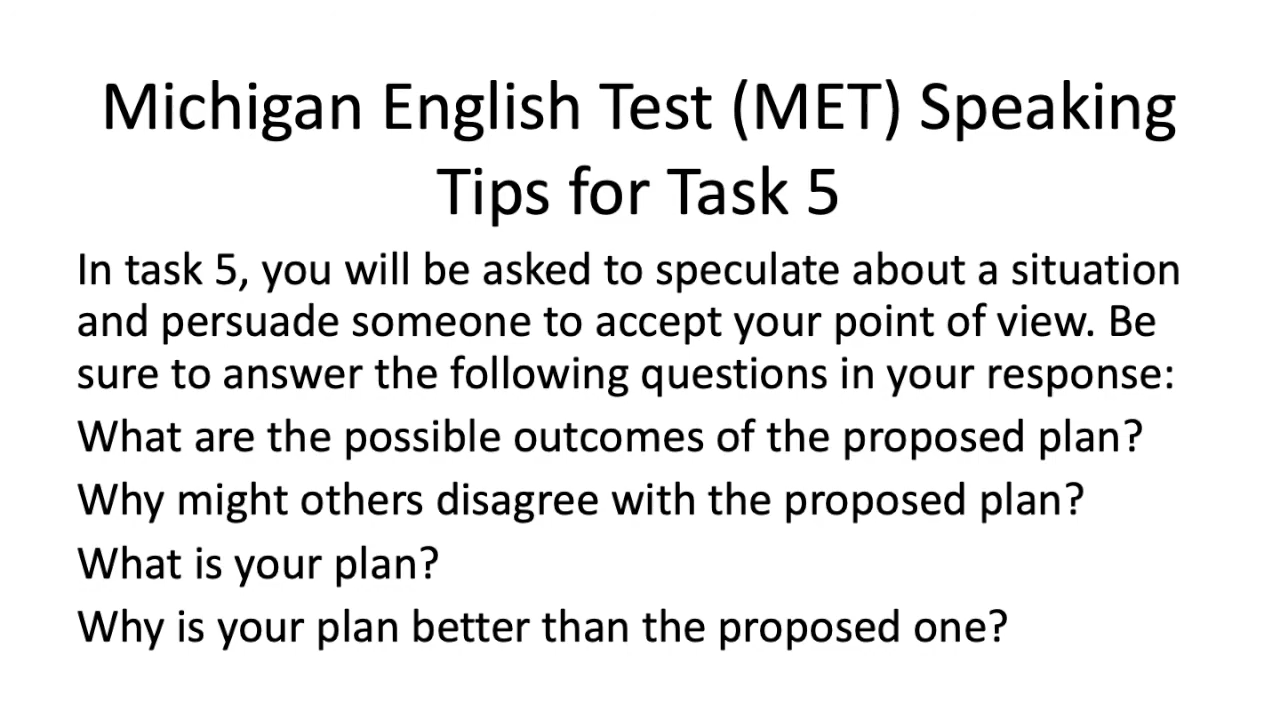 Michigan English Test (MET) Speaking
Tips for Task 5
In task 5, you will be asked to speculate about a situation
and persuade someone to accept your point of view. Be
sure to answer the following questions in your response:
What are the possible outcomes of the proposed plan?
Why might others disagree with the proposed plan?
What is your plan?
Why is your plan better than the proposed one?